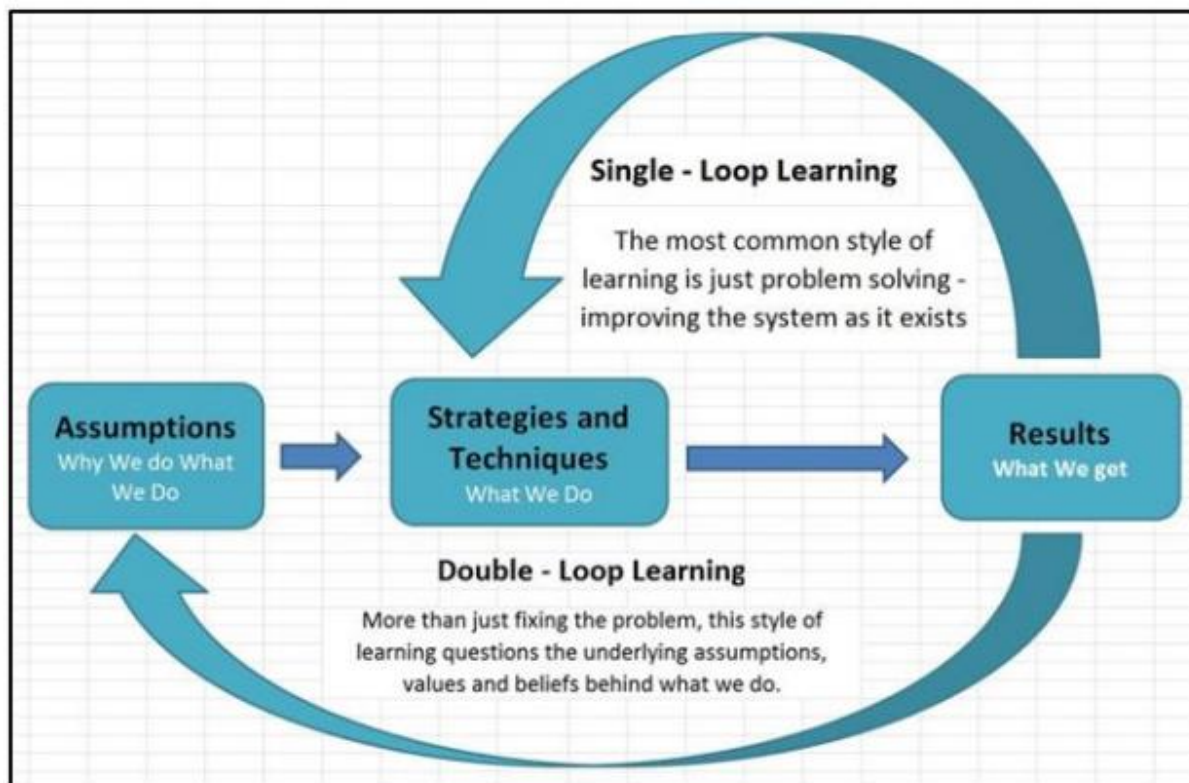 Single - Loop Learning
The most common style of
learning is just problem solving -
improving the system as it exists
Assumptions
Why We do What
We Do
Strategies and
Techniques
What We Do
Results
What We get
Double - Loop Learning
More than just fixing the problem, this style of
learning questions the underlying assumptions,
values and beliefs behind what we do.